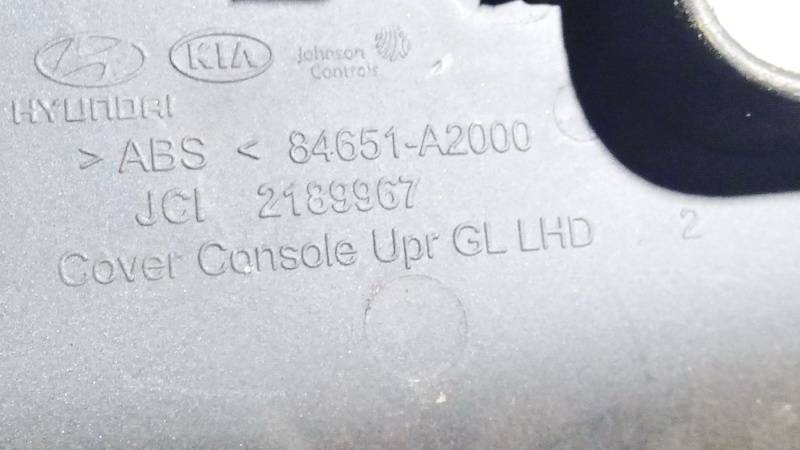 KIA Johnson Controls
HYUNDAI
> ABS < 84651-A2000
JCI 2189967
Cover Console Upr GL LHD 2